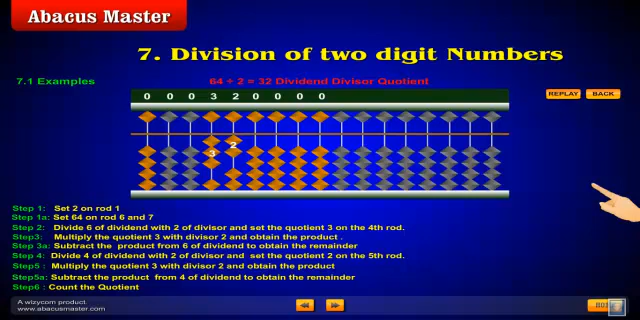 Abacus Master
7. Division of two digit Numbers
7.1 Examples
64 ÷ 2 = 32 Dividend Divisor Quotient
0 0 0 3 2 0 0 0 0
REPLAY
BACK
2
3
Step 1: Set 2 on rod 1
Step 1a: Set 64 on rod 6 and 7
Step 2: Divide 6 of dividend with 2 of divisor and set the quotient 3 on the 4th rod.
Step3: Multiply the quotient 3 with divisor 2 and obtain the product .
Step 3a: Subtract the product from 6 of dividend to obtain the remainder
Step 4: Divide 4 of dividend with 2 of divisor and set the quotient 2 on the 5th rod.
Step5 : Multiply the quotient 3 with divisor 2 and obtain the product
Step5a: Subtract the product from 4 of dividend to obtain the remainder
Step6 : Count the Quotient
A wizycom product.
www.abacusmaster.com